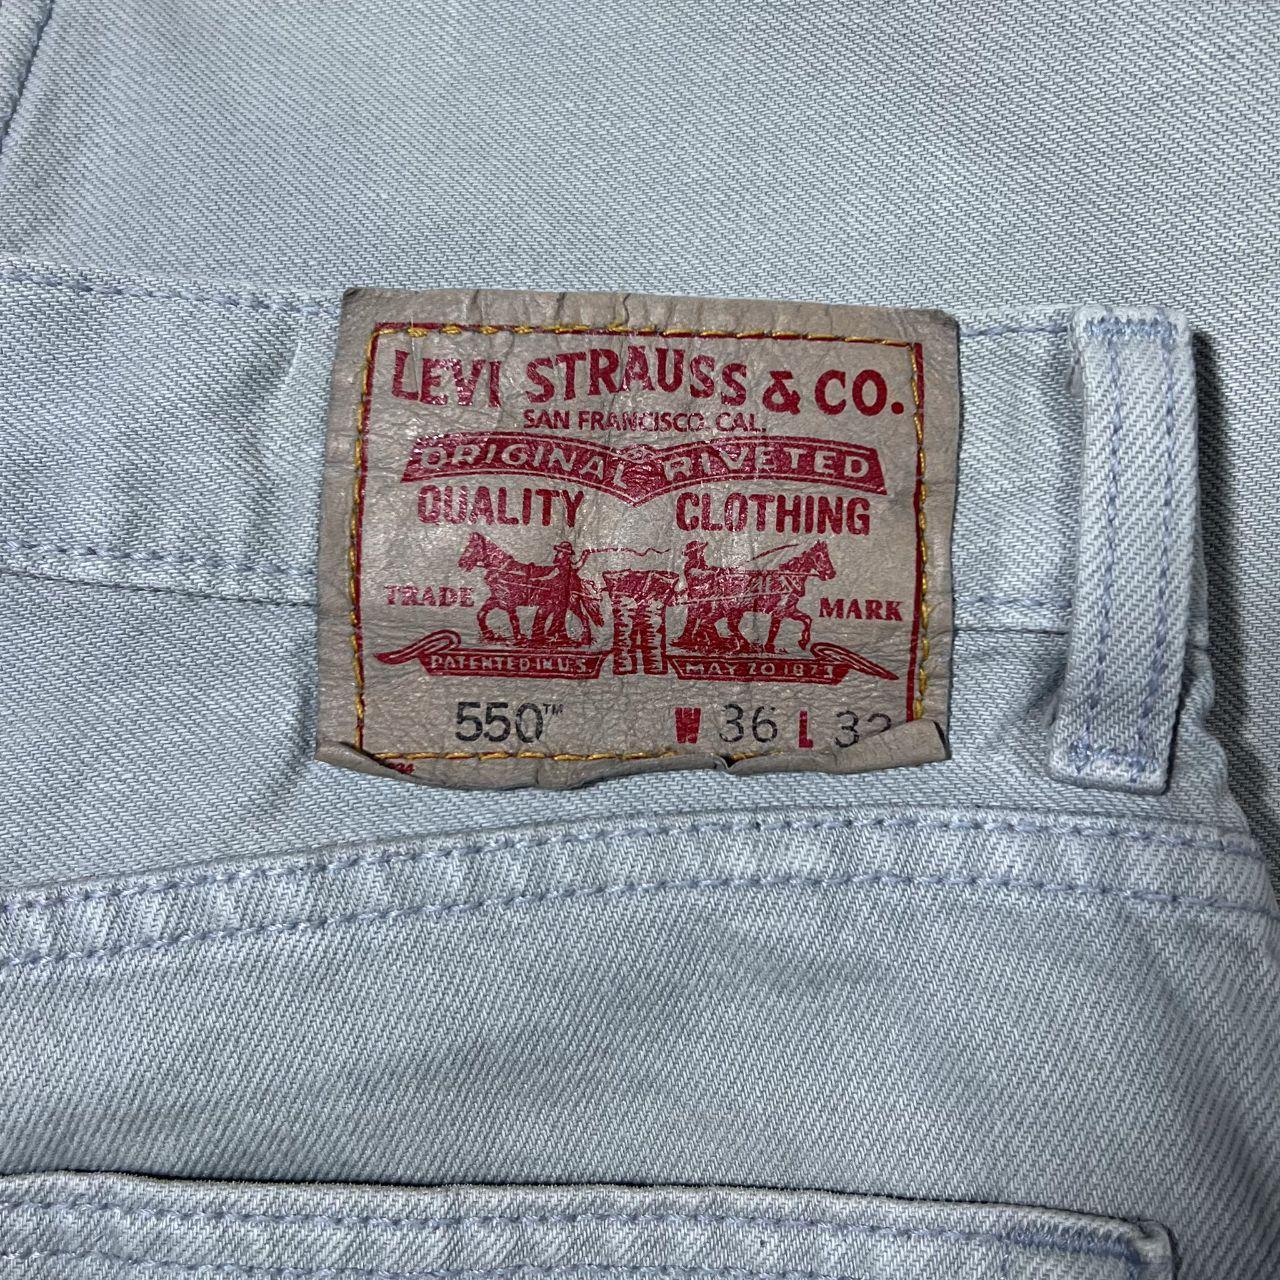 LEVI STRAUSS & CO.
SAN FRANCISCO, CAL.
ORIGINAL RIVETED
QUALITY CLOTHING
TRADE MARK
PATENTED IN U.S. MAY 20 1873
550™ W 36 L 32